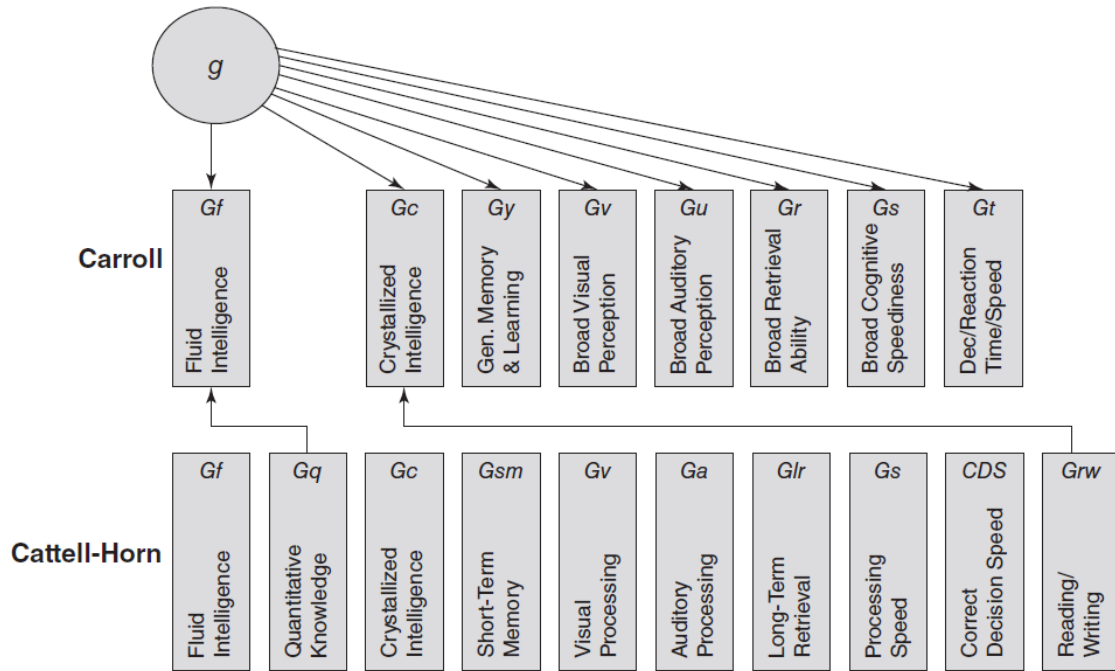 g
Gf
Gc
Gy
Gv
Gu
Gr
Gs
Gt
Carroll
Fluid
Intelligence
Crystallized
Intelligence
Gen. Memory
& Learning
Broad Visual
Perception
Broad Auditory
Perception
Broad Retrieval
Ability
Broad Cognitive
Speediness
Dec/Reaction
Time/Speed
Gf
Gq
Gc
Gsm
Gv
Ga
Glr
Gs
CDS
Grw
Cattell-Horn
Fluid
Intelligence
Quantitative
Knowledge
Crystallized
Intelligence
Short-Term
Memory
Visual
Processing
Auditory
Processing
Long-Term
Retrieval
Processing
Speed
Correct
Decision Speed
Reading/
Writing